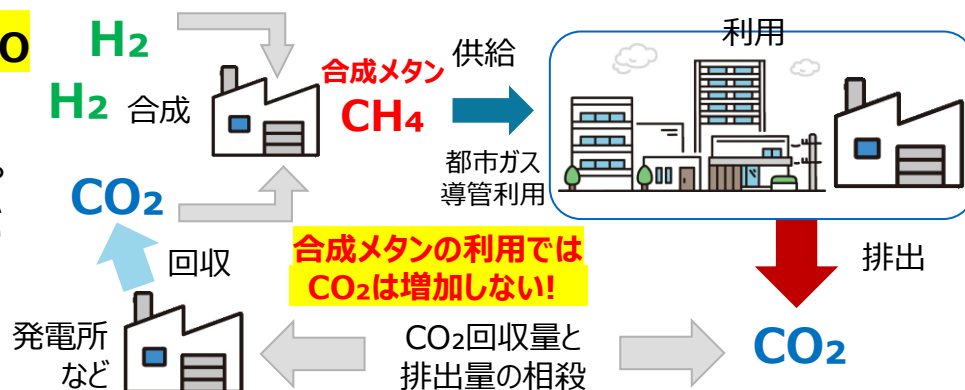 H₂
H₂ 合成
合成メタン
CH₄
供給
都市ガス
導管利用
利用
CO₂
回収
合成メタンの利用では
CO₂は増加しない!
排出
発電所
など
CO₂回収量と
排出量の相殺
CO₂